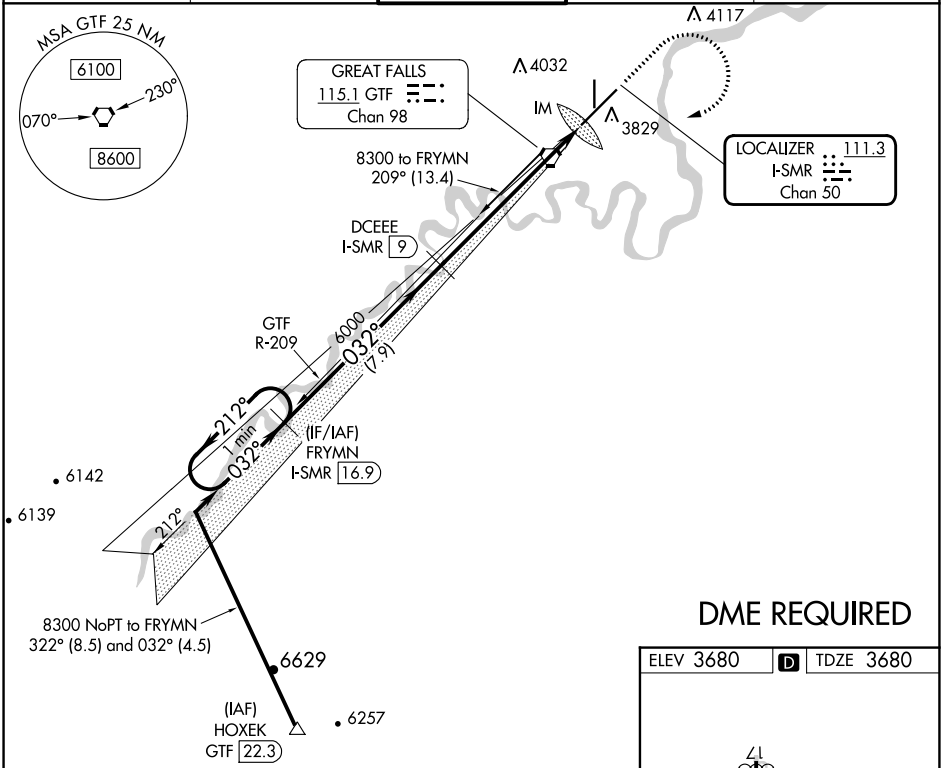 MSA GTF 25 NM
6100
230°
070°
8600
4117
4032
GREAT FALLS
115.1 GTF
Chan 98
IM
3829
LOCALIZER 111.3
I-SMR
Chan 50
8300 to FRYMN
209° (13.4)
DCEEE
I-SMR 9
GTF
R-209
6000
032°
(7.9)
212°
1 min
032°
(IF/IAF)
FRYMN
I-SMR 16.9
6142
6139
212°
8300 NoPT to FRYMN
322° (8.5) and 032° (4.5)
6629
(IAF)
HOXEK
GTF 22.3
6257
DME REQUIRED
ELEV 3680 D TDZE 3680
17